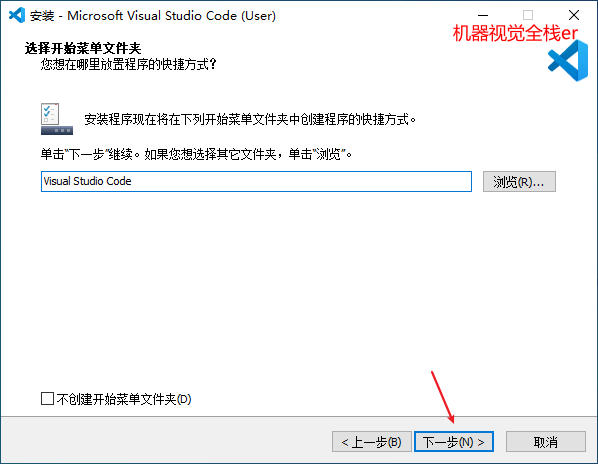 安装 - Microsoft Visual Studio Code (User)
机器视觉全栈er
选择开始菜单文件夹
您想在哪里放置程序的快捷方式？
安装程序现在将在下列开始菜单文件夹中创建程序的快捷方式。
单击“下一步”继续。如果您想选择其它文件夹，单击“浏览”。
Visual Studio Code
浏览(R)...
不创建开始菜单文件夹(D)
< 上一步(B)
下一步(N) >
取消